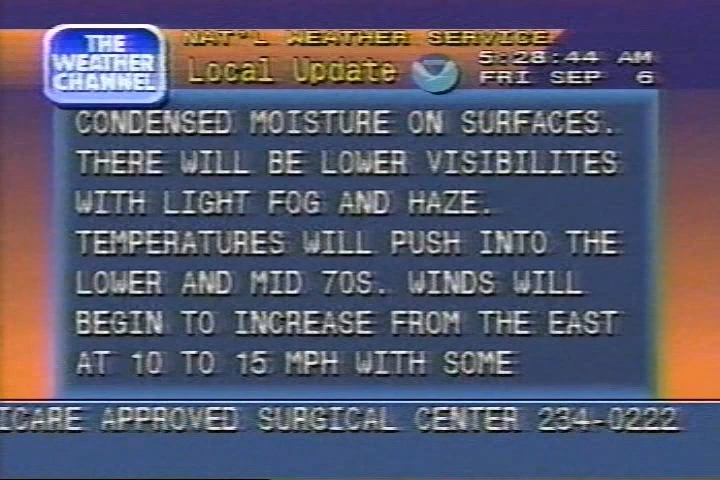 THE
WEATHER
CHANNEL
NAT'L WEATHER SERVICE
Local Update
5:28:44 AM
FRI SEP 6
CONDENSED MOISTURE ON SURFACES.
THERE WILL BE LOWER VISIBILITES
WITH LIGHT FOG AND HAZE.
TEMPERATURES WILL PUSH INTO THE
LOWER AND MID 70S. WINDS WILL
BEGIN TO INCREASE FROM THE EAST
AT 10 TO 15 MPH WITH SOME
ICARE APPROVED SURGICAL CENTER 234-0222